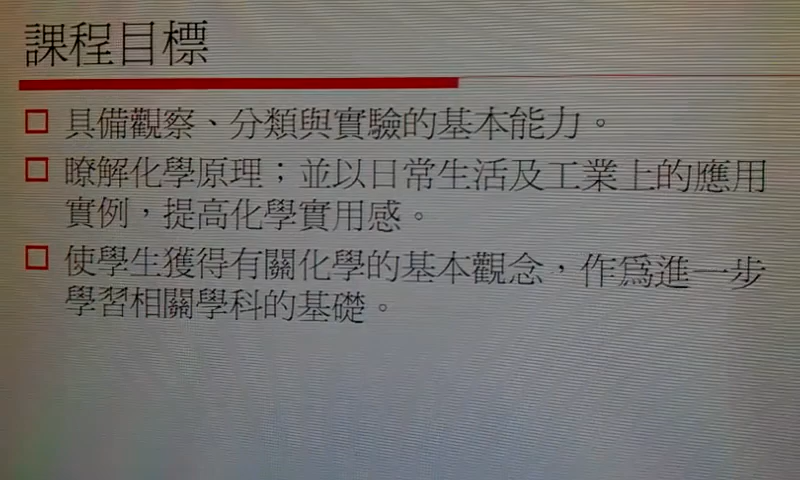 課程目標
具備觀察、分類與實驗的基本能力。
瞭解化學原理；並以日常生活及工業上的應用
實例，提高化學實用感。
使學生獲得有關化學的基本觀念，作為進一步
學習相關學科的基礎。